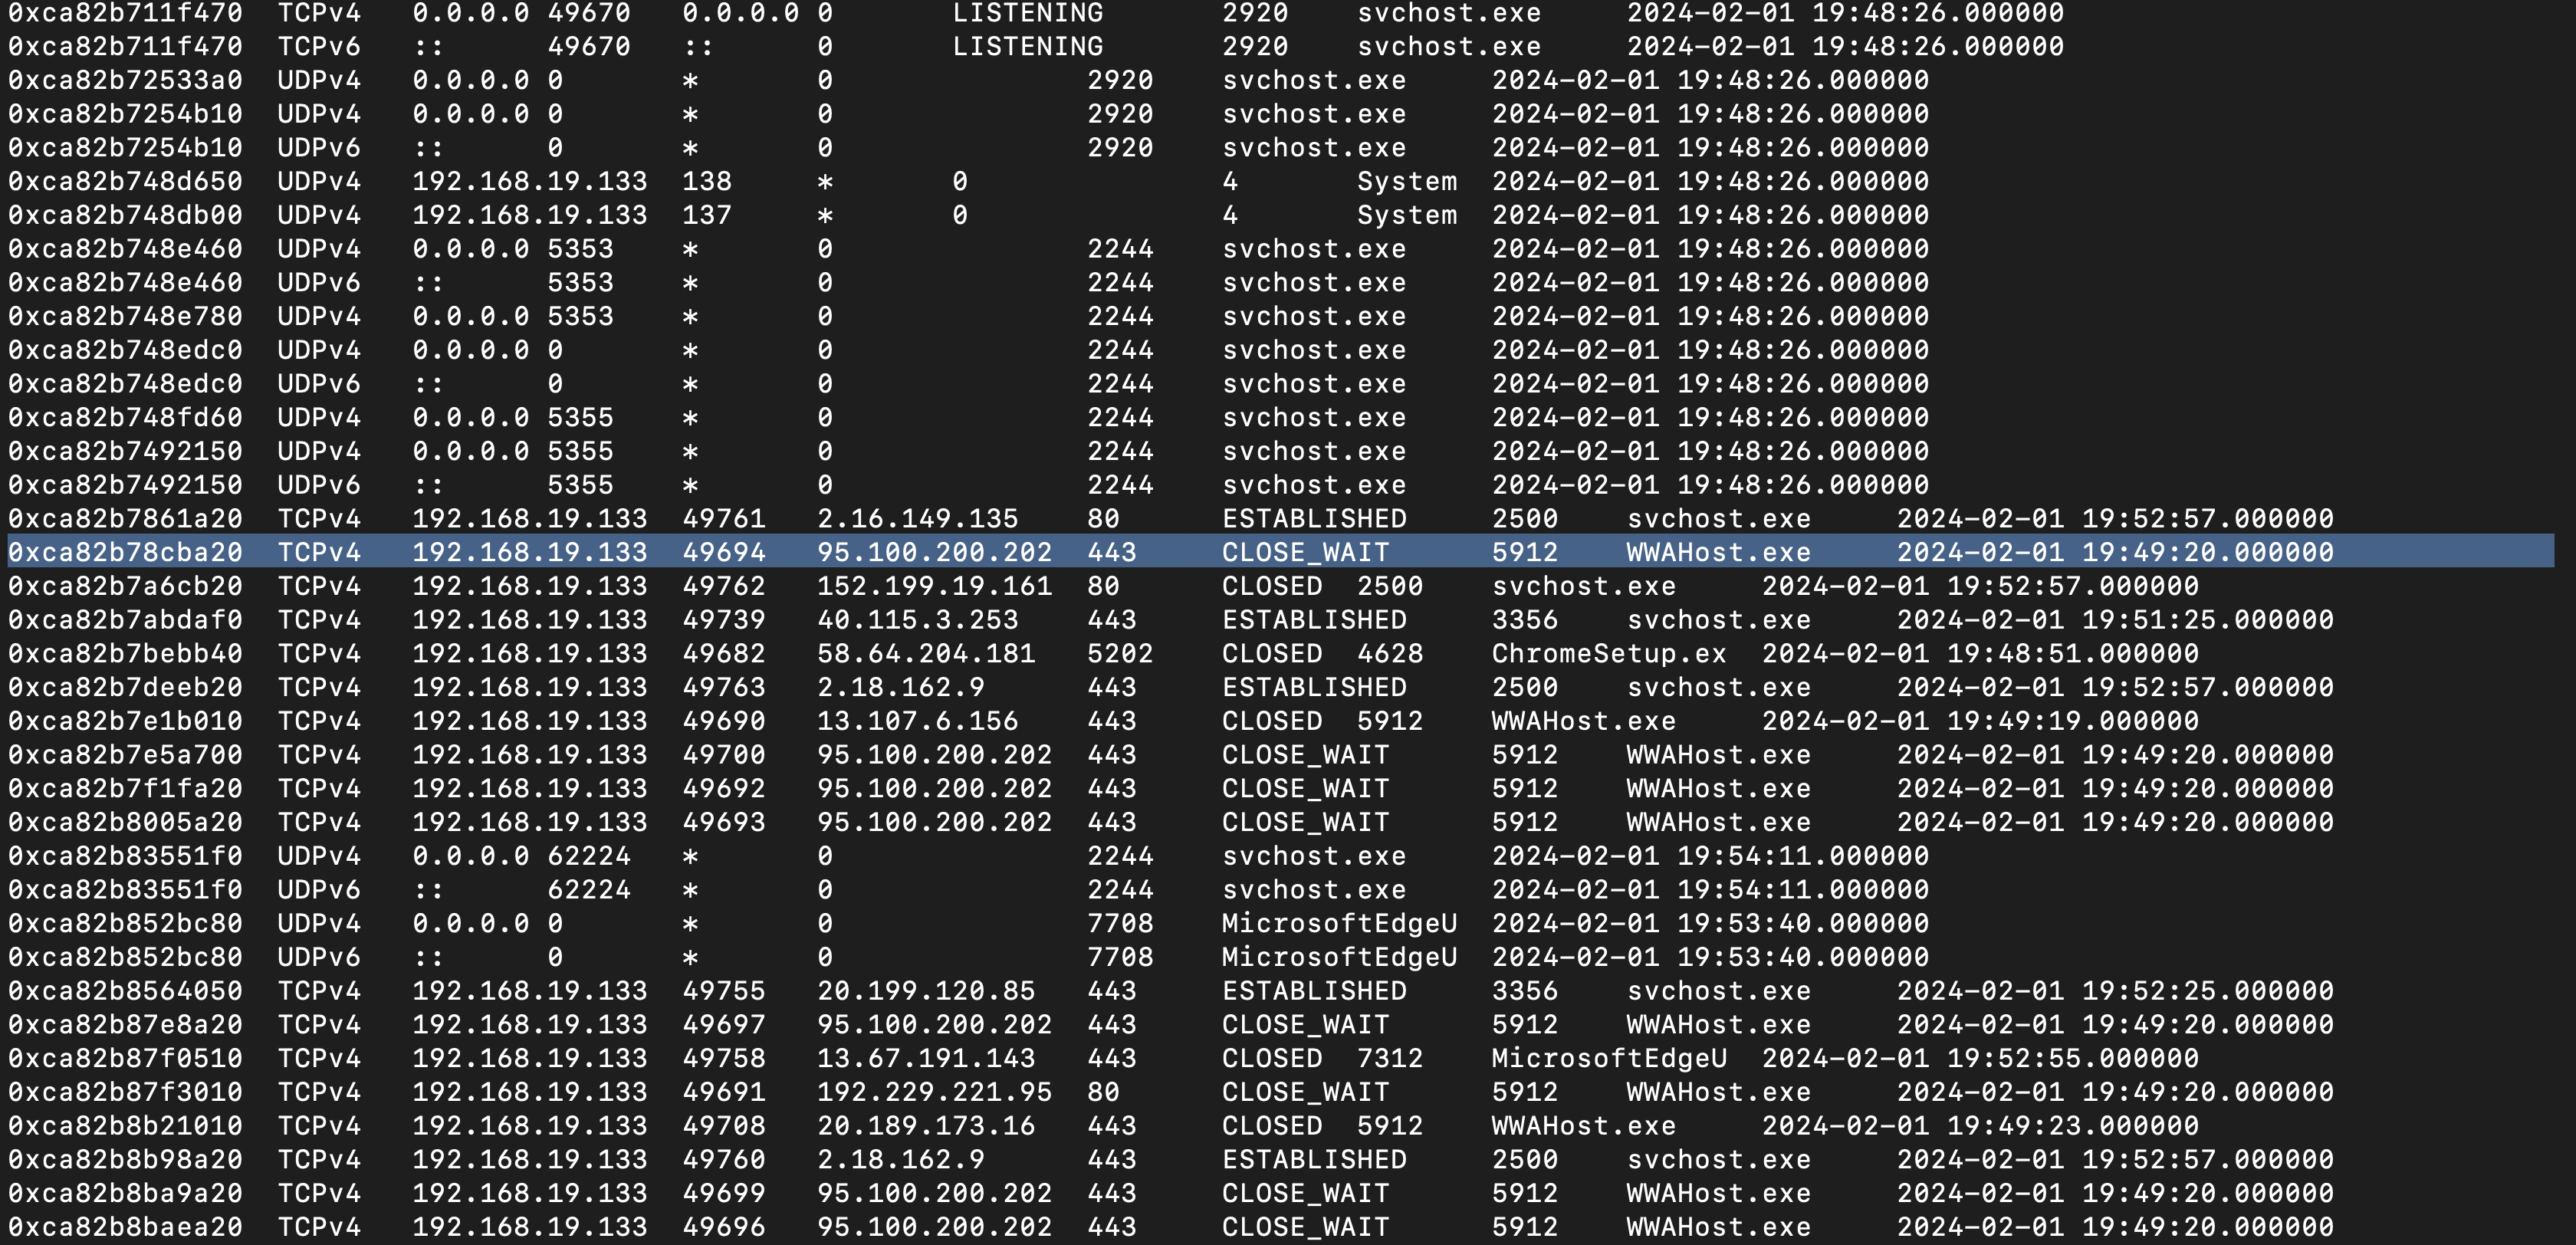 0xca82b711f470 TCPv4 0.0.0.0 49670 0.0.0.0 0 LISTENING 2920 svchost.exe 2024-02-01 19:48:26.000000
0xca82b711f470 TCPv6 :: 49670 :: 0 LISTENING 2920 svchost.exe 2024-02-01 19:48:26.000000
0xca82b72533a0 UDPv4 0.0.0.0 0 * 0 2920 svchost.exe 2024-02-01 19:48:26.000000
0xca82b7254b10 UDPv4 0.0.0.0 0 * 0 2920 svchost.exe 2024-02-01 19:48:26.000000
0xca82b7254b10 UDPv6 :: 0 * 0 2920 svchost.exe 2024-02-01 19:48:26.000000
0xca82b748d650 UDPv4 192.168.19.133 138 * 0 4 System 2024-02-01 19:48:26.000000
0xca82b748db00 UDPv4 192.168.19.133 137 * 0 4 System 2024-02-01 19:48:26.000000
0xca82b748e460 UDPv4 0.0.0.0 5353 * 0 2244 svchost.exe 2024-02-01 19:48:26.000000
0xca82b748e460 UDPv6 :: 5353 * 0 2244 svchost.exe 2024-02-01 19:48:26.000000
0xca82b748e780 UDPv4 0.0.0.0 5353 * 0 2244 svchost.exe 2024-02-01 19:48:26.000000
0xca82b748edc0 UDPv4 0.0.0.0 0 * 0 2244 svchost.exe 2024-02-01 19:48:26.000000
0xca82b748edc0 UDPv6 :: 0 * 0 2244 svchost.exe 2024-02-01 19:48:26.000000
0xca82b748fd60 UDPv4 0.0.0.0 5355 * 0 2244 svchost.exe 2024-02-01 19:48:26.000000
0xca82b7492150 UDPv4 0.0.0.0 5355 * 0 2244 svchost.exe 2024-02-01 19:48:26.000000
0xca82b7492150 UDPv6 :: 5355 * 0 2244 svchost.exe 2024-02-01 19:48:26.000000
0xca82b7861a20 TCPv4 192.168.19.133 49761 2.16.149.135 80 ESTABLISHED 2500 svchost.exe 2024-02-01 19:52:57.000000
0xca82b78cba20 TCPv4 192.168.19.133 49694 95.100.200.202 443 CLOSE_WAIT 5912 WWAHost.exe 2024-02-01 19:49:20.000000
0xca82b7a6cb20 TCPv4 192.168.19.133 49762 152.199.19.161 80 CLOSED 2500 svchost.exe 2024-02-01 19:52:57.000000
0xca82b7abdaf0 TCPv4 192.168.19.133 49739 40.115.3.253 443 ESTABLISHED 3356 svchost.exe 2024-02-01 19:51:25.000000
0xca82b7bebb40 TCPv4 192.168.19.133 49682 58.64.204.181 5202 CLOSED 4628 ChromeSetup.ex 2024-02-01 19:48:51.000000
0xca82b7deeb20 TCPv4 192.168.19.133 49763 2.18.162.9 443 ESTABLISHED 2500 svchost.exe 2024-02-01 19:52:57.000000
0xca82b7e1b010 TCPv4 192.168.19.133 49690 13.107.6.156 443 CLOSED 5912 WWAHost.exe 2024-02-01 19:49:19.000000
0xca82b7e5a700 TCPv4 192.168.19.133 49700 95.100.200.202 443 CLOSE_WAIT 5912 WWAHost.exe 2024-02-01 19:49:20.000000
0xca82b7f1fa20 TCPv4 192.168.19.133 49692 95.100.200.202 443 CLOSE_WAIT 5912 WWAHost.exe 2024-02-01 19:49:20.000000
0xca82b8005a20 TCPv4 192.168.19.133 49693 95.100.200.202 443 CLOSE_WAIT 5912 WWAHost.exe 2024-02-01 19:49:20.000000
0xca82b83551f0 UDPv4 0.0.0.0 62224 * 0 2244 svchost.exe 2024-02-01 19:54:11.000000
0xca82b83551f0 UDPv6 :: 62224 * 0 2244 svchost.exe 2024-02-01 19:54:11.000000
0xca82b852bc80 UDPv4 0.0.0.0 0 * 0 7708 MicrosoftEdgeU 2024-02-01 19:53:40.000000
0xca82b852bc80 UDPv6 :: 0 * 0 7708 MicrosoftEdgeU 2024-02-01 19:53:40.000000
0xca82b8564050 TCPv4 192.168.19.133 49755 20.199.120.85 443 ESTABLISHED 3356 svchost.exe 2024-02-01 19:52:25.000000
0xca82b87e8a20 TCPv4 192.168.19.133 49697 95.100.200.202 443 CLOSE_WAIT 5912 WWAHost.exe 2024-02-01 19:49:20.000000
0xca82b87f0510 TCPv4 192.168.19.133 49758 13.67.191.143 443 CLOSED 7312 MicrosoftEdgeU 2024-02-01 19:52:55.000000
0xca82b87f3010 TCPv4 192.168.19.133 49691 192.229.221.95 80 CLOSE_WAIT 5912 WWAHost.exe 2024-02-01 19:49:20.000000
0xca82b8b21010 TCPv4 192.168.19.133 49708 20.189.173.16 443 CLOSED 5912 WWAHost.exe 2024-02-01 19:49:23.000000
0xca82b8b98a20 TCPv4 192.168.19.133 49760 2.18.162.9 443 ESTABLISHED 2500 svchost.exe 2024-02-01 19:52:57.000000
0xca82b8ba9a20 TCPv4 192.168.19.133 49699 95.100.200.202 443 CLOSE_WAIT 5912 WWAHost.exe 2024-02-01 19:49:20.000000
0xca82b8baea20 TCPv4 192.168.19.133 49696 95.100.200.202 443 CLOSE_WAIT 5912 WWAHost.exe 2024-02-01 19:49:20.000000